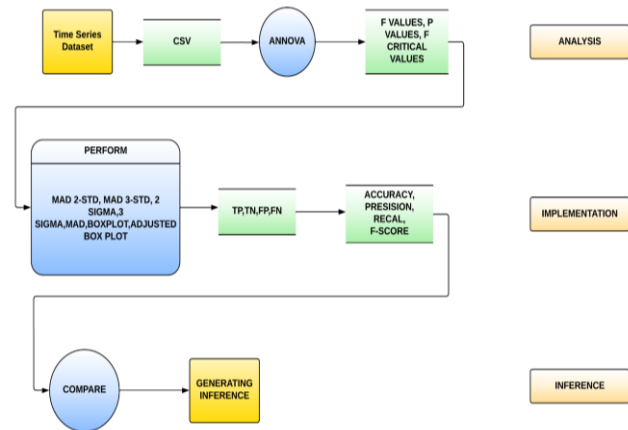 Time Series
Dataset
CSV
ANNOVA
F VALUES, P
VALUES, F
CRITICAL
VALUES
ANALYSIS
PERFORM
MAD 2-STD, MAD 3-STD, 2
SIGMA,3
SIGMA,MAD,BOXPLOT,ADJUSTED
BOX PLOT
TP,TN,FP,FN
ACCURACY,
PRESISION,
RECAL,
F-SCORE
IMPLEMENTATION
COMPARE
GENERATING
INFERENCE
INFERENCE